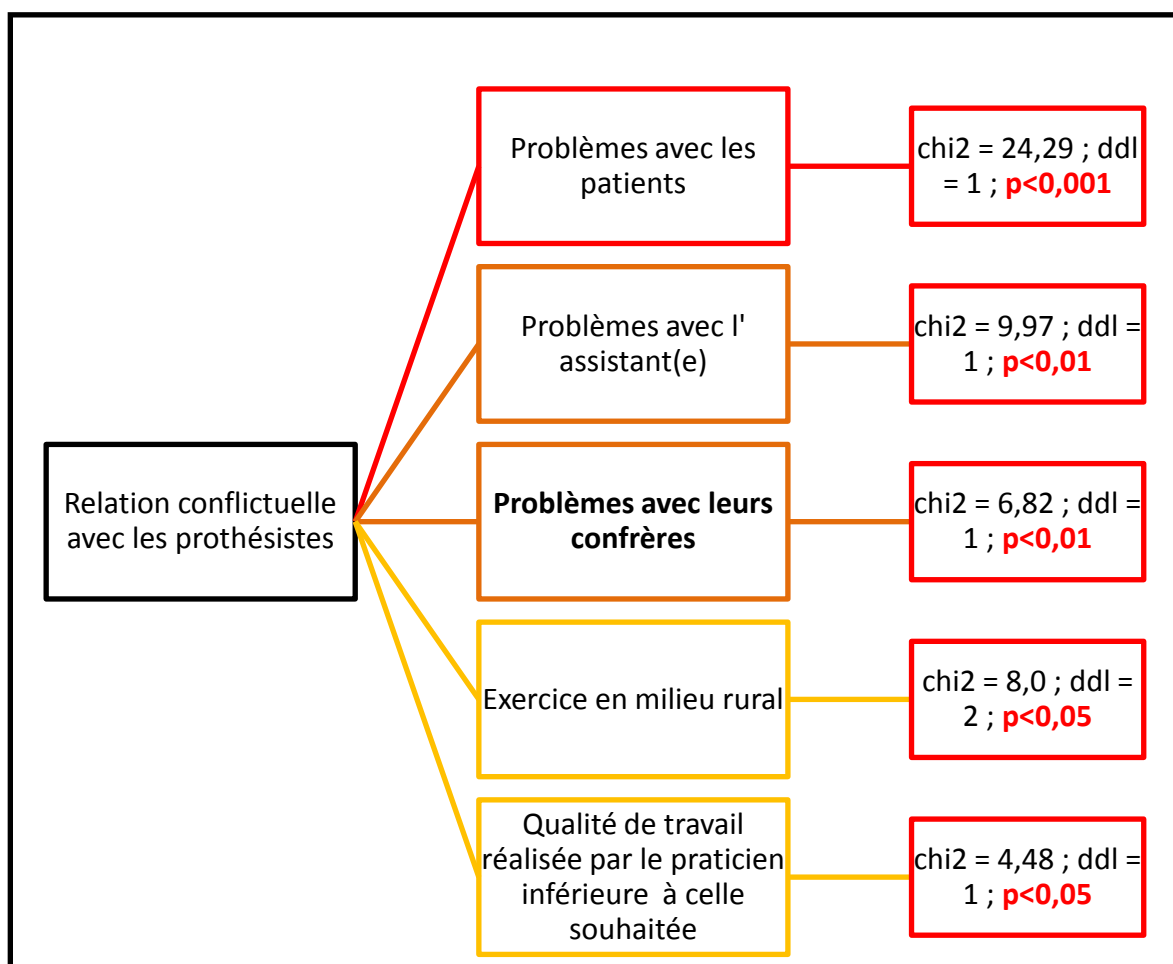 Relation conflictuelle
avec les prothésistes
Problèmes avec les
patients
chi2 = 24,29 ; ddl
= 1 ; p<0,001
Problèmes avec l'
assistant(e)
chi2 = 9,97 ; ddl =
1 ; p<0,01
Problèmes avec leurs
confrères
chi2 = 6,82 ; ddl =
1 ; p<0,01
Exercice en milieu rural
chi2 = 8,0 ; ddl =
2 ; p<0,05
Qualité de travail
réalisée par le praticien
inférieure à celle
souhaitée
chi2 = 4,48 ; ddl =
1 ; p<0,05